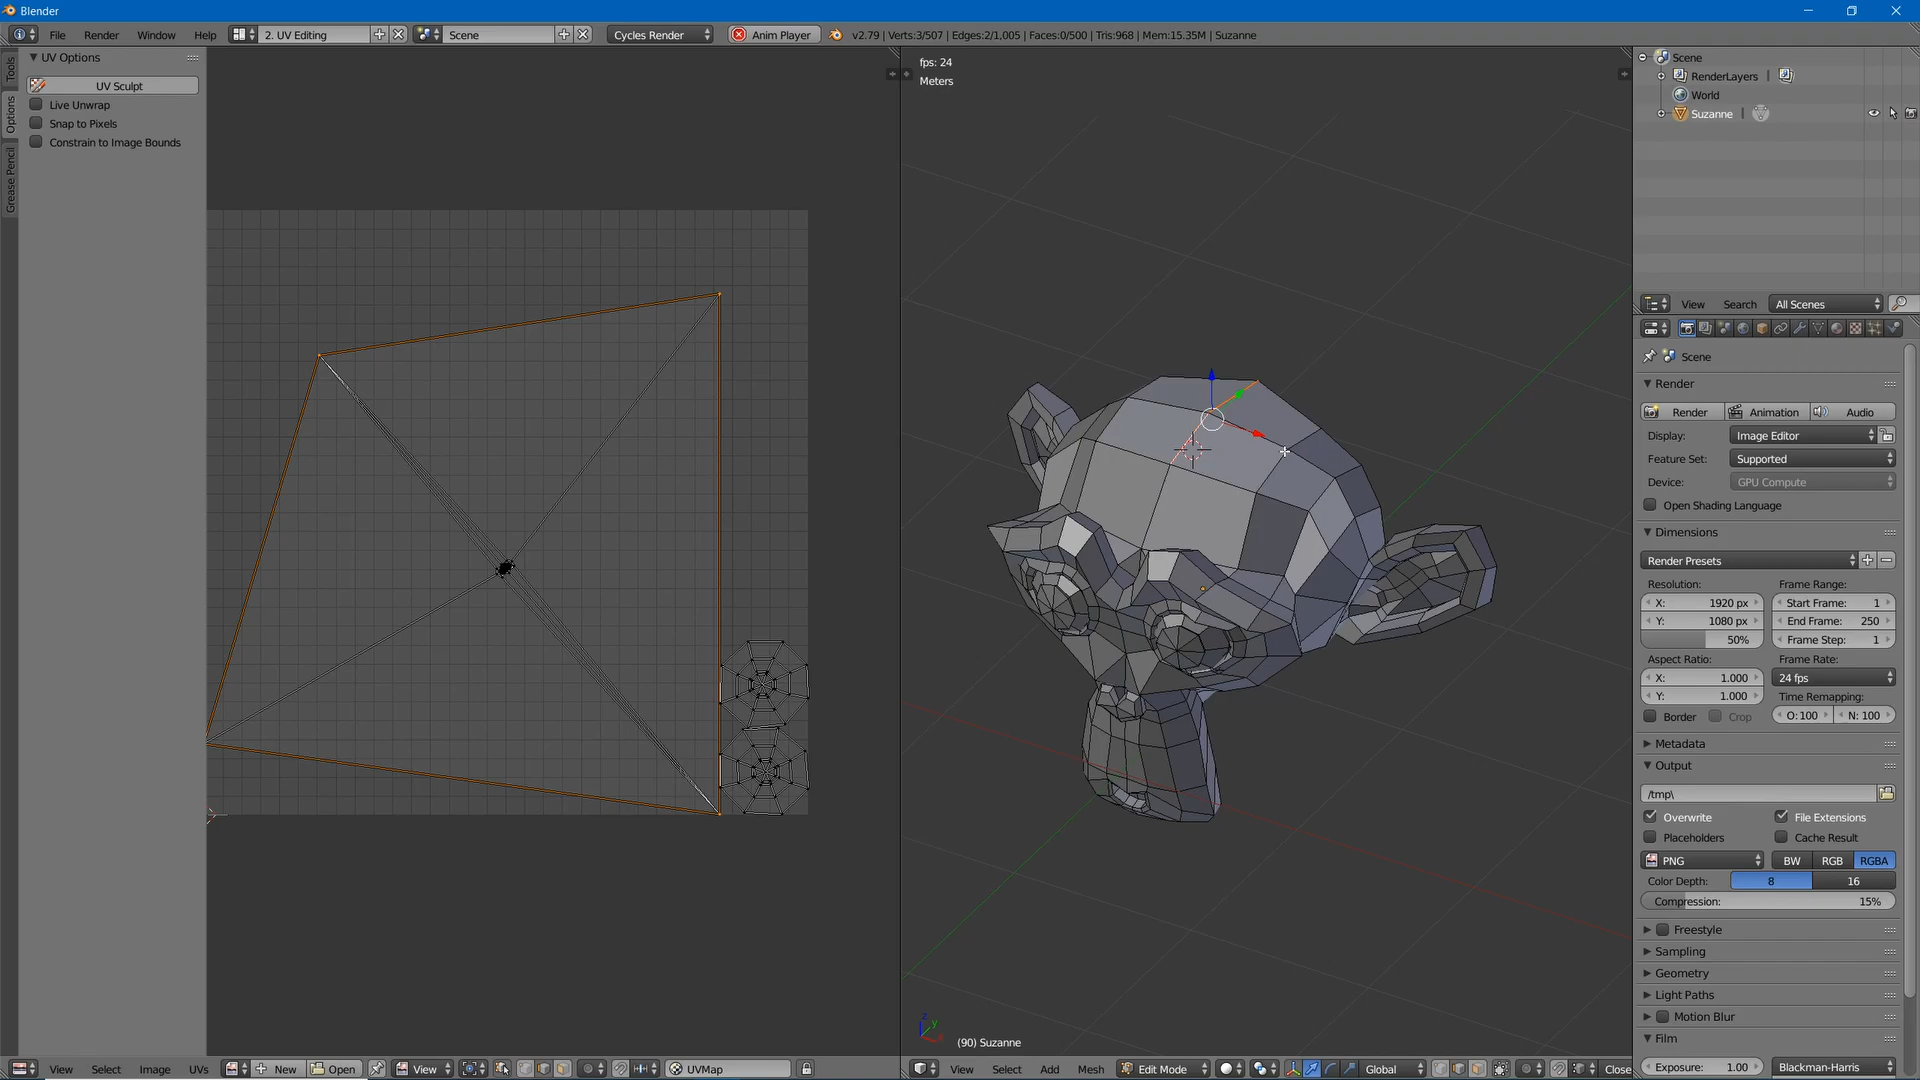 Blender
File Render Window Help 2. UV Editing Scene Cycles Render Anim Player v2.79 | Verts:3/507 | Edges:2/1,005 | Faces:0/500 | Tris:968 | Mem:15.35M | Suzanne
Tools
Options
Grease Pencil
UV Options
UV Sculpt
Live Unwrap
Snap to Pixels
Constrain to Image Bounds
View Select Image UVs New Open View UVMap
fps: 24
Meters
z
y
x
(90) Suzanne
View Select Add Mesh Edit Mode Global Close
Scene
RenderLayers |
World
Suzanne |
View Search All Scenes
Scene
Render
Render Animation Audio
Display: Image Editor
Feature Set: Supported
Device: GPU Compute
Open Shading Language
Dimensions
Render Presets
Resolution: Frame Range:
X: 1920 px Start Frame: 1
Y: 1080 px End Frame: 250
50% Frame Step: 1
Aspect Ratio: Frame Rate:
X: 1.000 24 fps
Y: 1.000 Time Remapping:
Border Crop O: 100 N: 100
Metadata
Output
/tmp\
Overwrite File Extensions
Placeholders Cache Result
PNG BW RGB RGBA
Color Depth: 8 16
Compression: 15%
Freestyle
Sampling
Geometry
Light Paths
Motion Blur
Film
Exposure: 1.00 Blackman-Harris